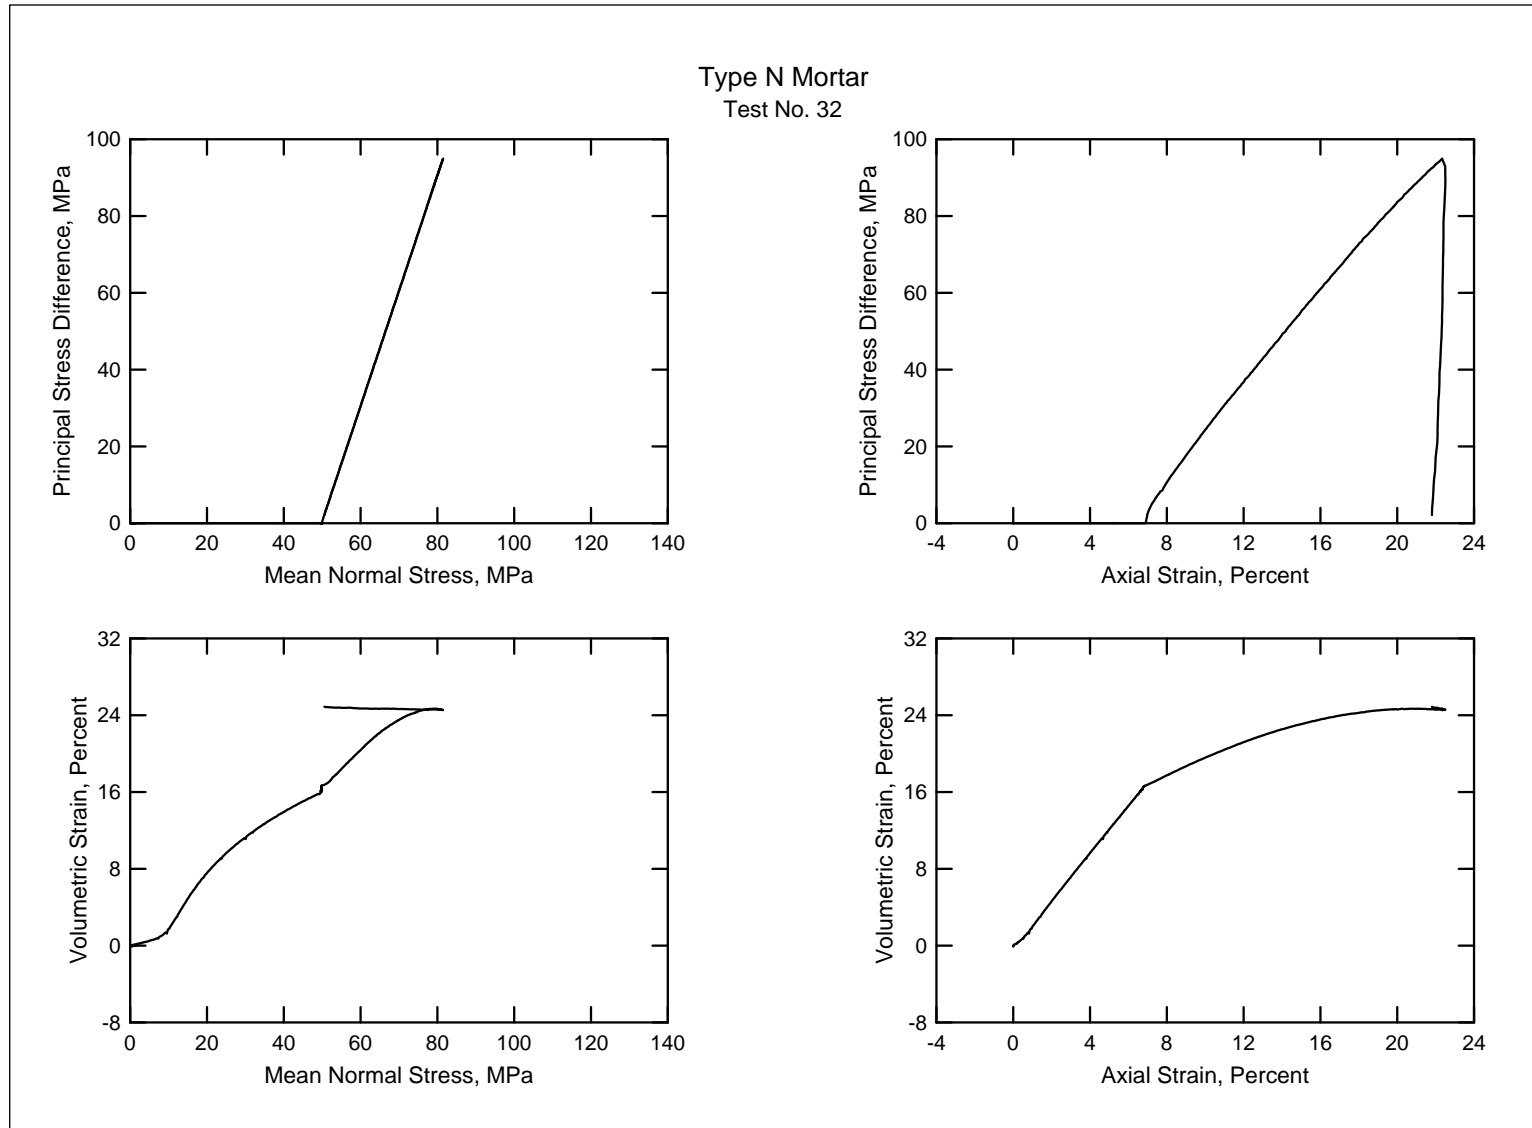 Type N Mortar
Test No. 32
Principal Stress Difference, MPa
100
80
60
40
20
0
0 20 40 60 80 100 120 140
Mean Normal Stress, MPa
Principal Stress Difference, MPa
100
80
60
40
20
0
-4 0 4 8 12 16 20 24
Axial Strain, Percent
Volumetric Strain, Percent
32
24
16
8
0
-8
0 20 40 60 80 100 120 140
Mean Normal Stress, MPa
Volumetric Strain, Percent
32
24
16
8
0
-8
-4 0 4 8 12 16 20 24
Axial Strain, Percent